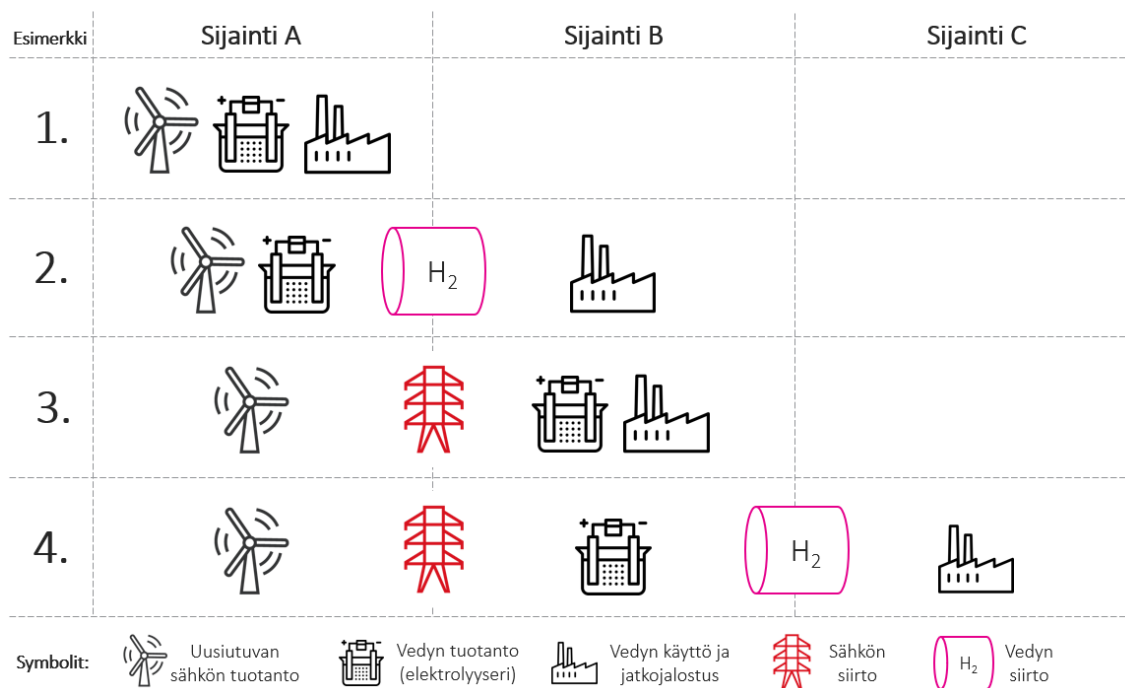 Esimerkki Sijainti A Sijainti B Sijainti C
1. + −
2. + − H₂
3. + −
4. + − H₂
Symbolit: Uusiutuvan sähkön tuotanto + − Vedyn tuotanto (elektrolyyseri) Vedyn käyttö ja jatkojalostus Sähkön siirto H₂ Vedyn siirto